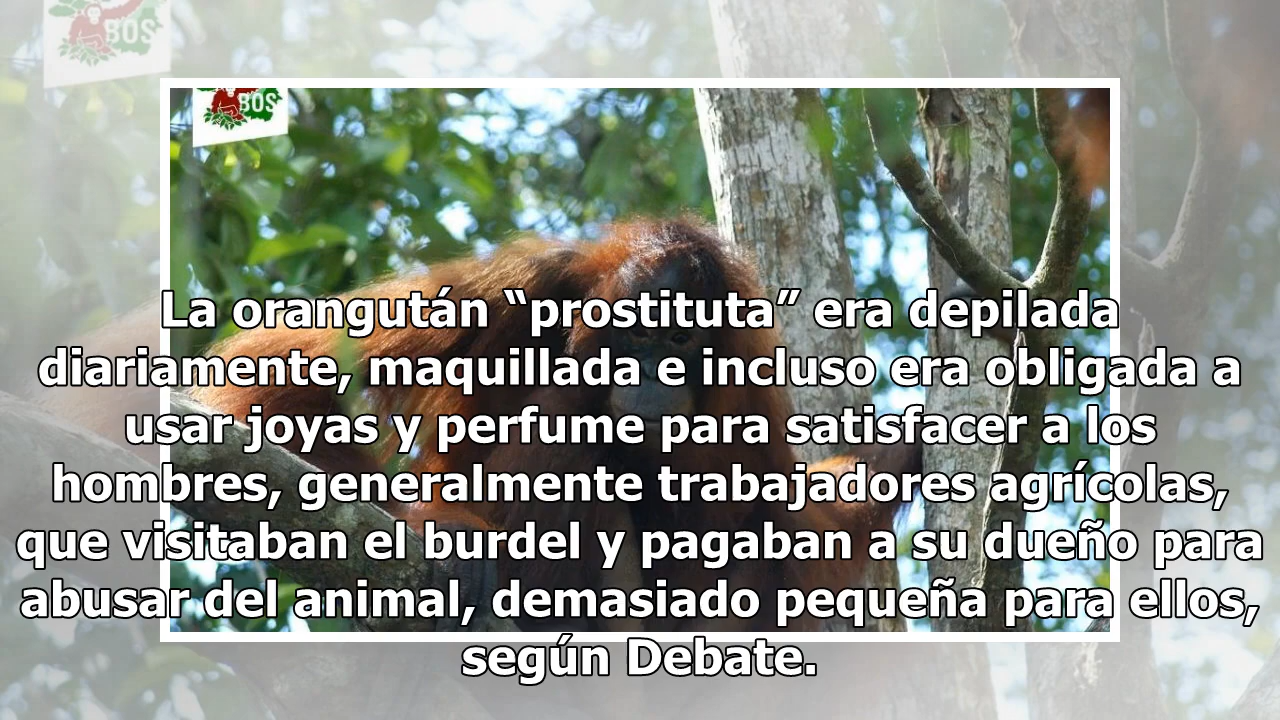 BOS
BOS
La orangután “prostituta” era depilada
diariamente, maquillada e incluso era obligada a
usar joyas y perfume para satisfacer a los
hombres, generalmente trabajadores agrícolas,
que visitaban el burdel y pagaban a su dueño para
abusar del animal, demasiado pequeña para ellos,
según Debate.